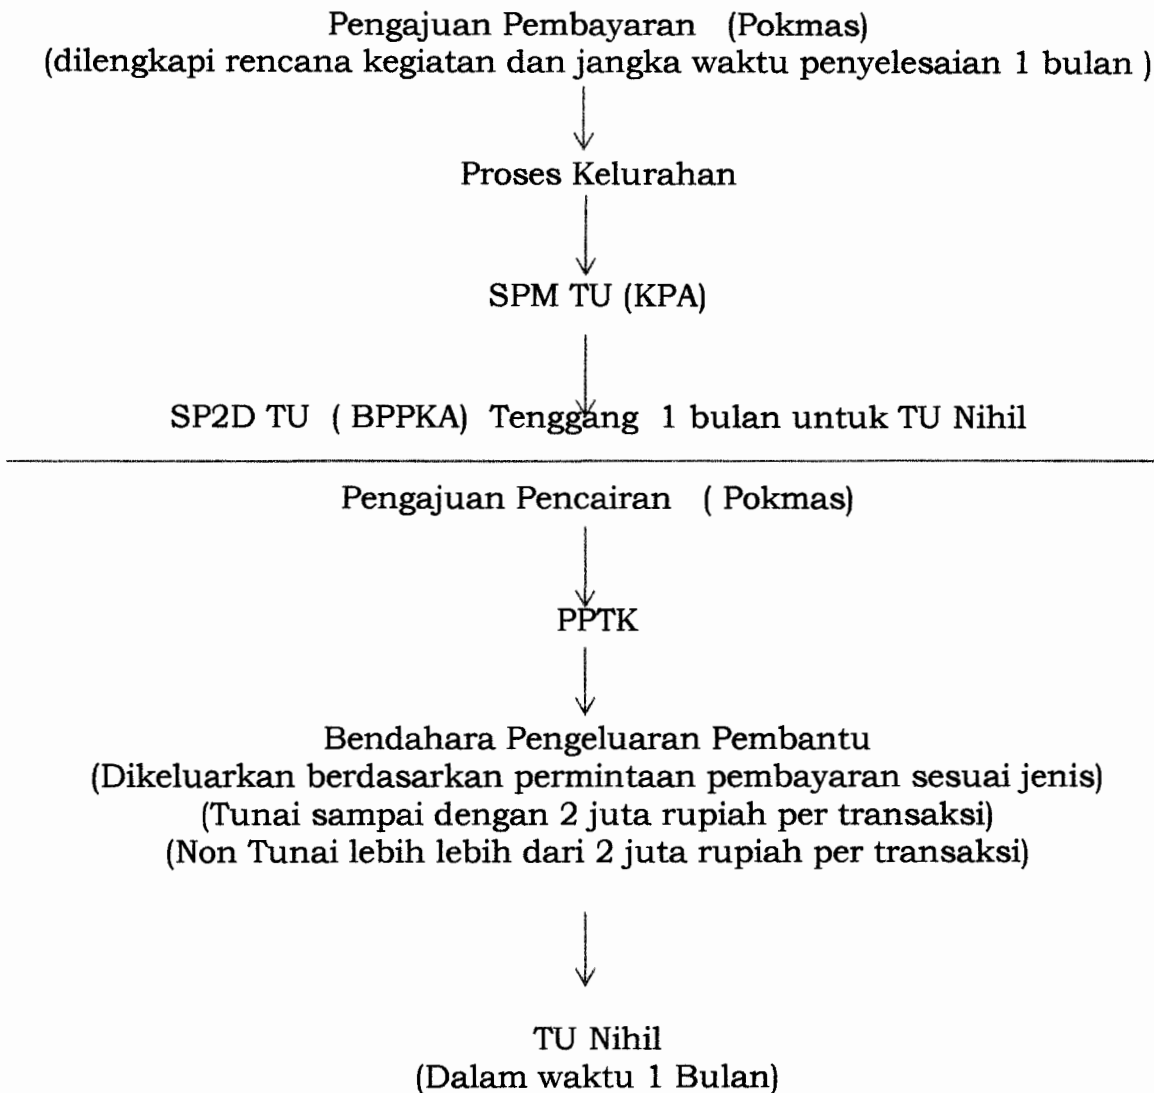 Pengajuan Pembayaran (Pokmas)
(dilengkapi rencana kegiatan dan jangka waktu penyelesaian 1 bulan )
Proses Kelurahan
SPM TU (KPA)
SP2D TU ( BPPKA) Tenggang 1 bulan untuk TU Nihil
Pengajuan Pencairan ( Pokmas)
PPTK
Bendahara Pengeluaran Pembantu
(Dikeluarkan berdasarkan permintaan pembayaran sesuai jenis)
(Tunai sampai dengan 2 juta rupiah per transaksi)
(Non Tunai lebih lebih dari 2 juta rupiah per transaksi)
TU Nihil
(Dalam waktu 1 Bulan)